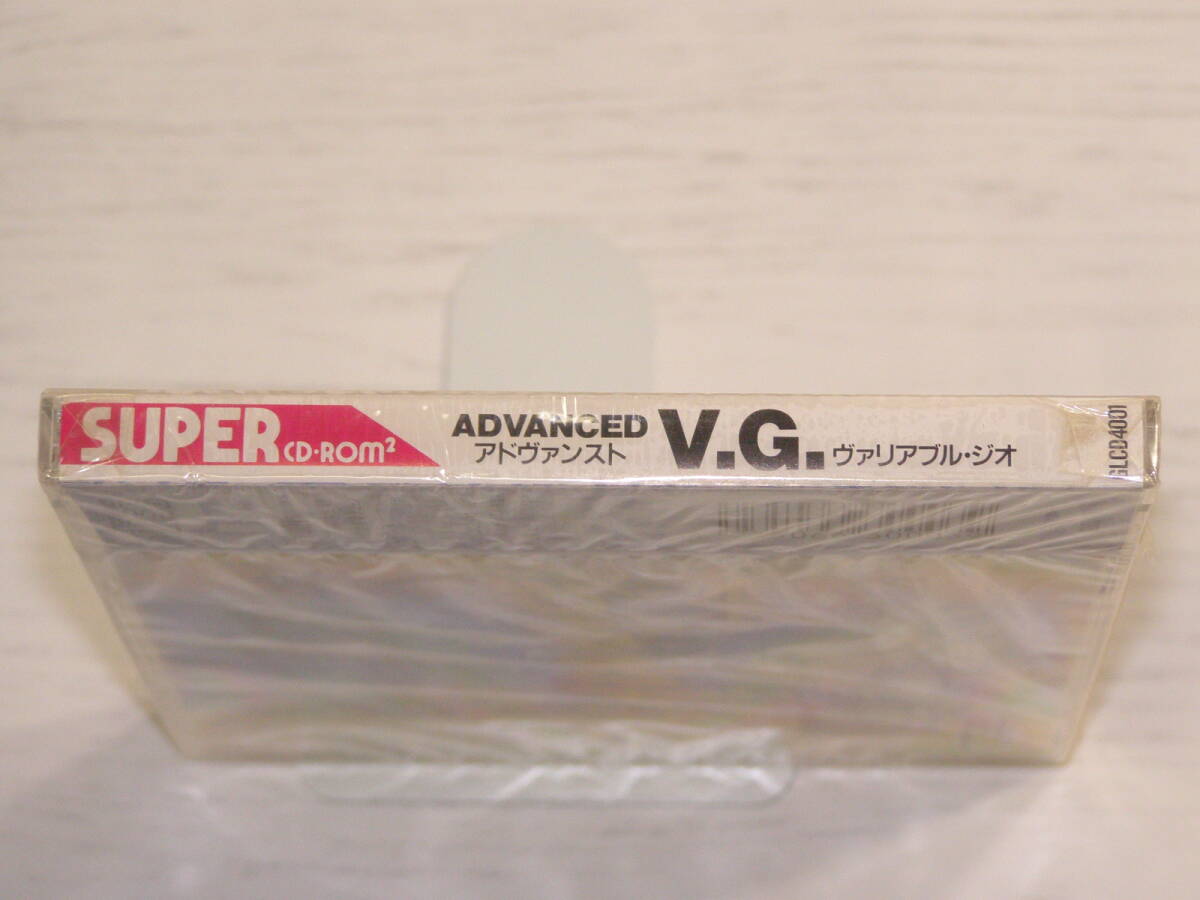 SUPER CD-ROM²
ADVANCED V.G.
アドヴァンスト ヴァリアブル・ジオ
GLCD4001